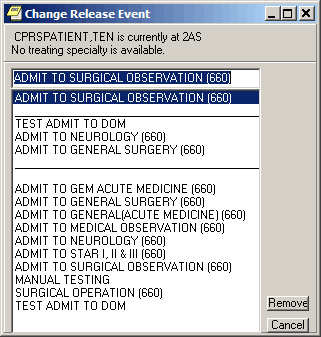 Change Release Event
CPRSPATIENT,TEN is currently at 2AS
No treating specialty is available.
ADMIT TO SURGICAL OBSERVATION (660)
ADMIT TO SURGICAL OBSERVATION (660)
TEST ADMIT TO DOM
ADMIT TO NEUROLOGY (660)
ADMIT TO GENERAL SURGERY (660)
ADMIT TO GEM ACUTE MEDICINE (660)
ADMIT TO GENERAL SURGERY (660)
ADMIT TO GENERAL(ACUTE MEDICINE) (660)
ADMIT TO MEDICAL OBSERVATION (660)
ADMIT TO NEUROLOGY (660)
ADMIT TO STAR I, II & III (660)
ADMIT TO SURGICAL OBSERVATION (660)
MANUAL TESTING
SURGICAL OPERATION (660)
TEST ADMIT TO DOM
Remove
Cancel